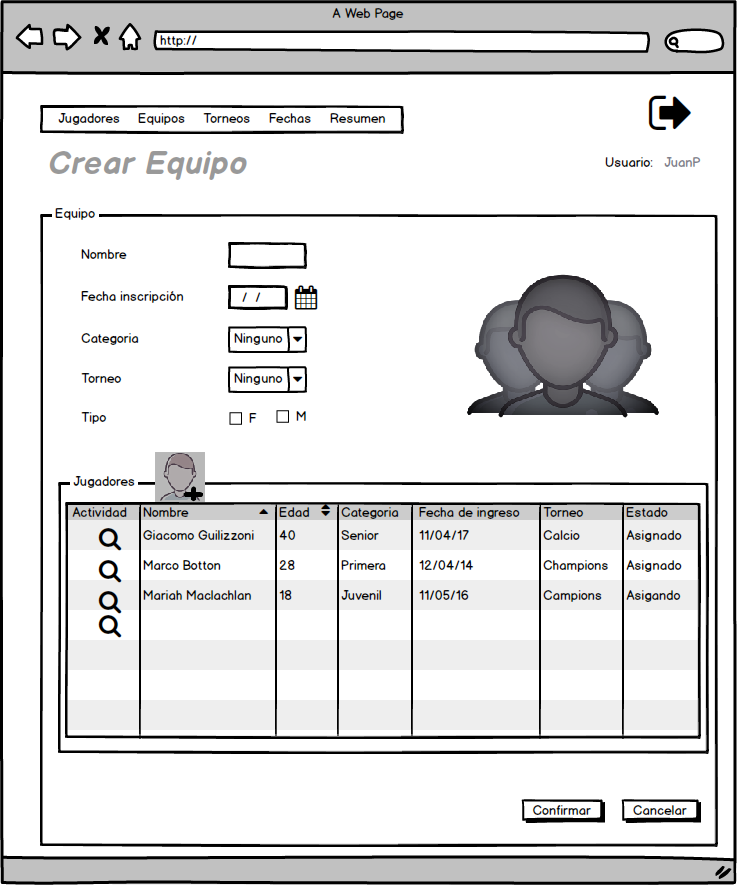 A Web Page
http://
Jugadores Equipos Torneos Fechas Resumen
Crear Equipo
Usuario: JuanP
Equipo
Nombre
Fecha inscripción / /
Categoria Ninguno
Torneo Ninguno
Tipo F M
Jugadores
Actividad Nombre Edad Categoria Fecha de ingreso Torneo Estado
Giacomo Guilizzoni 40 Senior 11/04/17 Calcio Asignado
Marco Botton 28 Primera 12/04/14 Champions Asignado
Mariah Maclachlan 18 Juvenil 11/05/16 Campions Asigando
Confirmar Cancelar